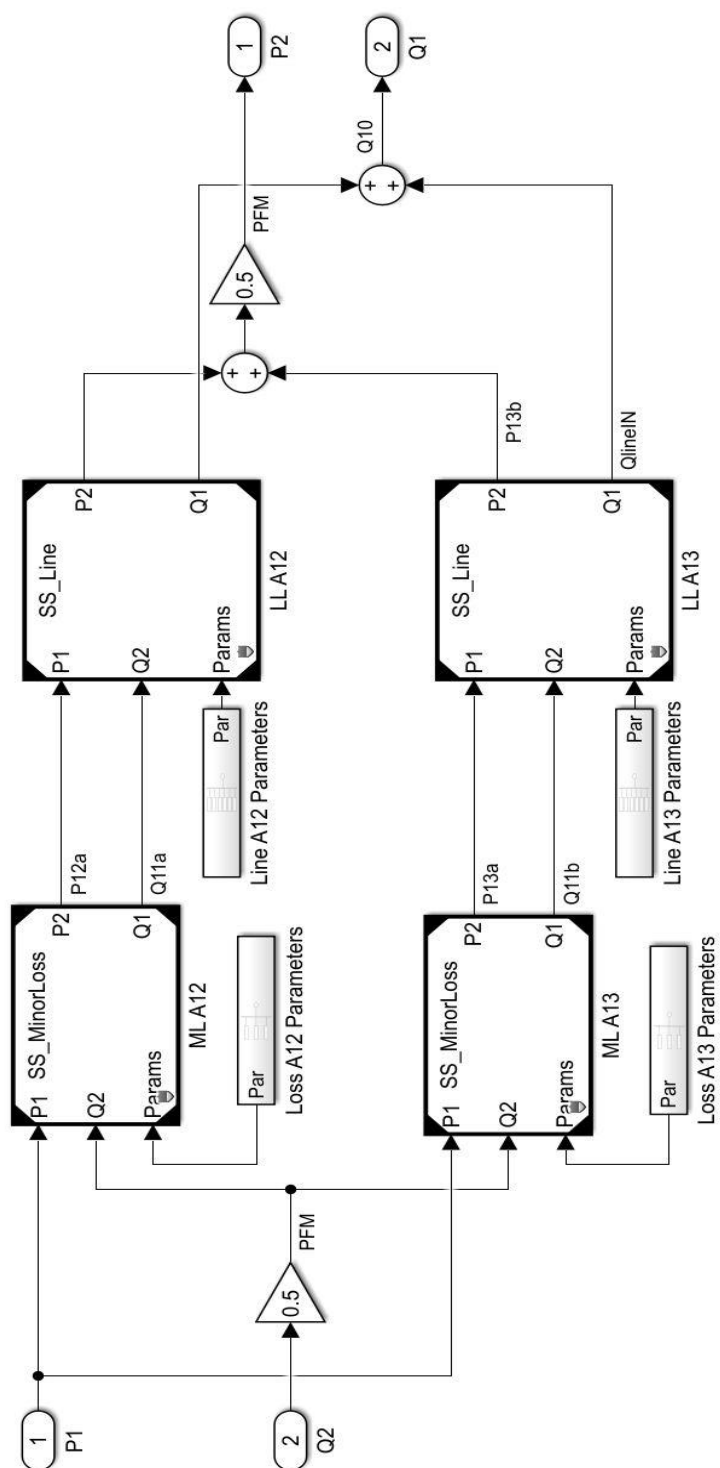 1
P1
2
Q2
0.5
PFM
P1
SS_MinorLoss
P2
Q2
Q1
Params
ML A12
Par
Loss A12 Parameters
P12a
Q11a
P1
SS_Line
P2
Q2
Q1
Params
LL A12
Par
Line A12 Parameters
P1
SS_MinorLoss
P2
Q2
Q1
Params
ML A13
Par
Loss A13 Parameters
P13a
Q11b
P1
SS_Line
P2
Q2
Q1
Params
LL A13
Par
Line A13 Parameters
P13b
QlineIN
+
+
0.5
PFM
+
+
Q10
1
P2
2
Q1